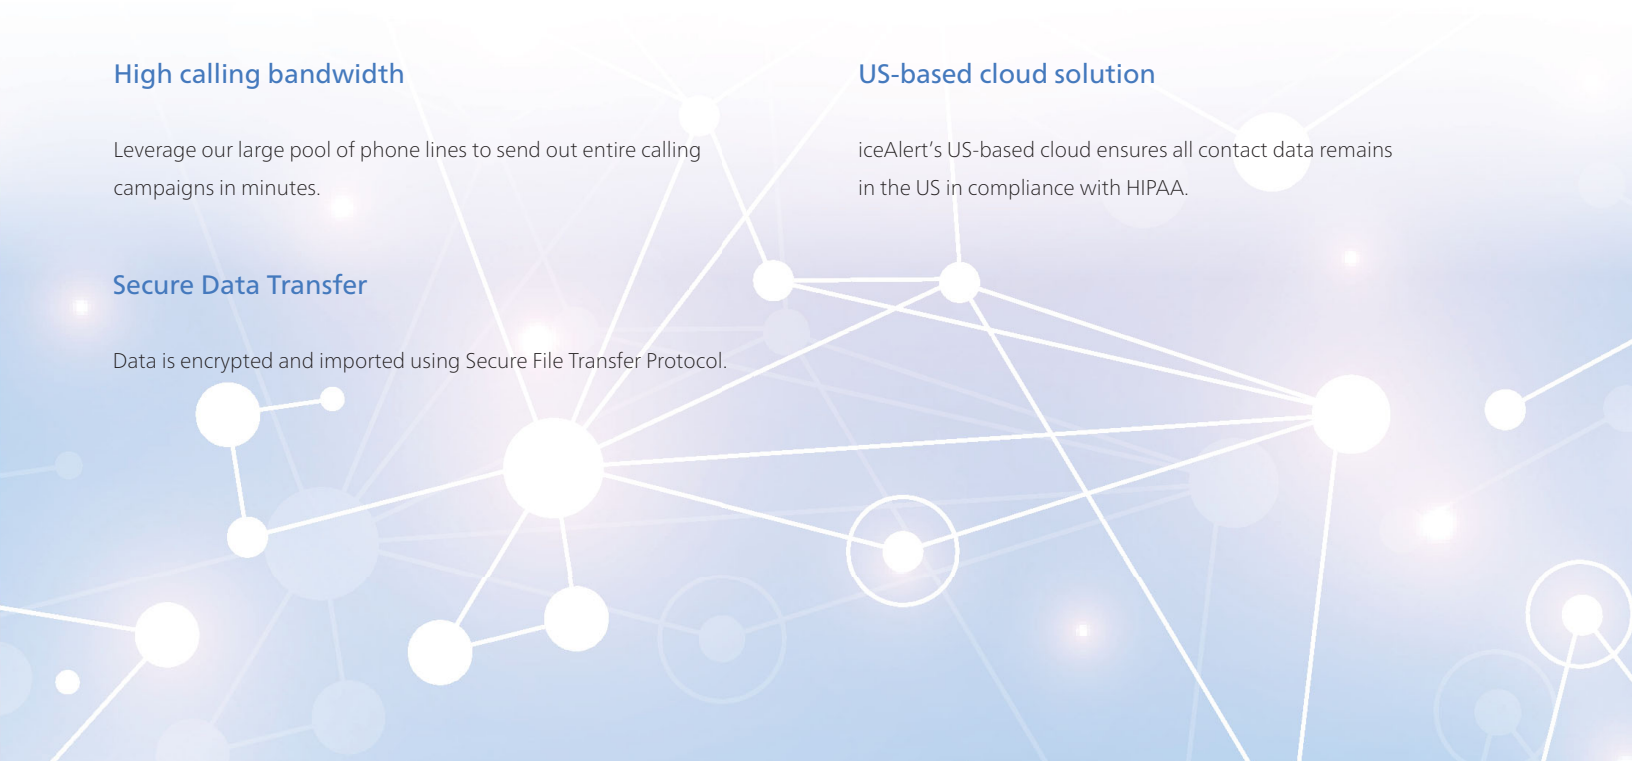 High calling bandwidth
Leverage our large pool of phone lines to send out entire calling
campaigns in minutes.
Secure Data Transfer
Data is encrypted and imported using Secure File Transfer Protocol.
US-based cloud solution
iceAlert’s US-based cloud ensures all contact data remains
in the US in compliance with HIPAA.